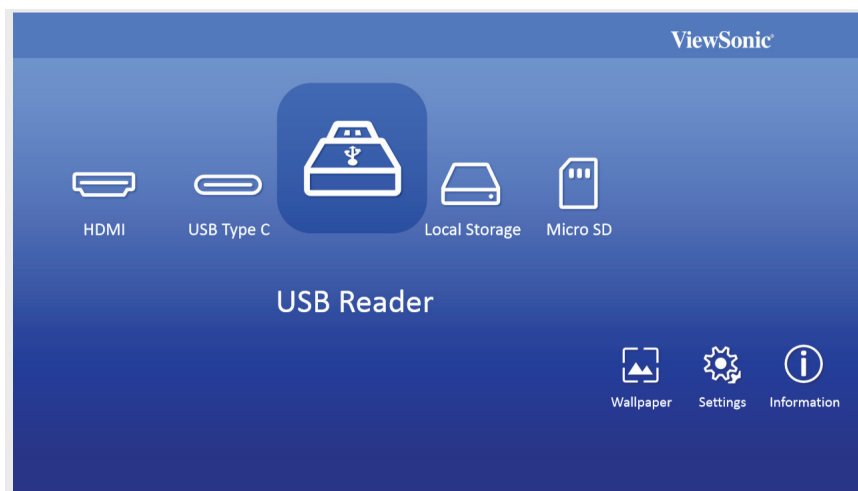 ViewSonic®
HDMI
USB Type C
Local Storage
Micro SD
USB Reader
Wallpaper
Settings
Information